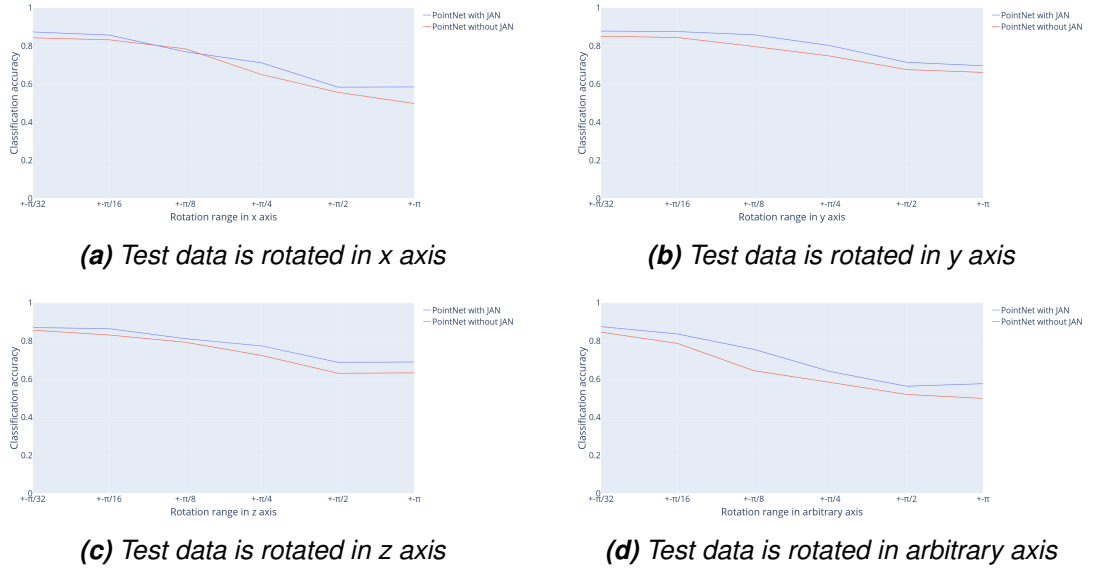 PointNet with JAN
PointNet without JAN
Classification accuracy
1
0.8
0.6
0.4
0.2
0
+-π/32
+-π/16
+-π/8
+-π/4
+-π/2
+-π
Rotation range in x axis
(a) Test data is rotated in x axis
PointNet with JAN
PointNet without JAN
Classification accuracy
1
0.8
0.6
0.4
0.2
0
+-π/32
+-π/16
+-π/8
+-π/4
+-π/2
+-π
Rotation range in y axis
(b) Test data is rotated in y axis
PointNet with JAN
PointNet without JAN
Classification accuracy
1
0.8
0.6
0.4
0.2
0
+-π/32
+-π/16
+-π/8
+-π/4
+-π/2
+-π
Rotation range in z axis
(c) Test data is rotated in z axis
PointNet with JAN
PointNet without JAN
Classification accuracy
1
0.8
0.6
0.4
0.2
0
+-π/32
+-π/16
+-π/8
+-π/4
+-π/2
+-π
Rotation range in arbitrary axis
(d) Test data is rotated in arbitrary axis